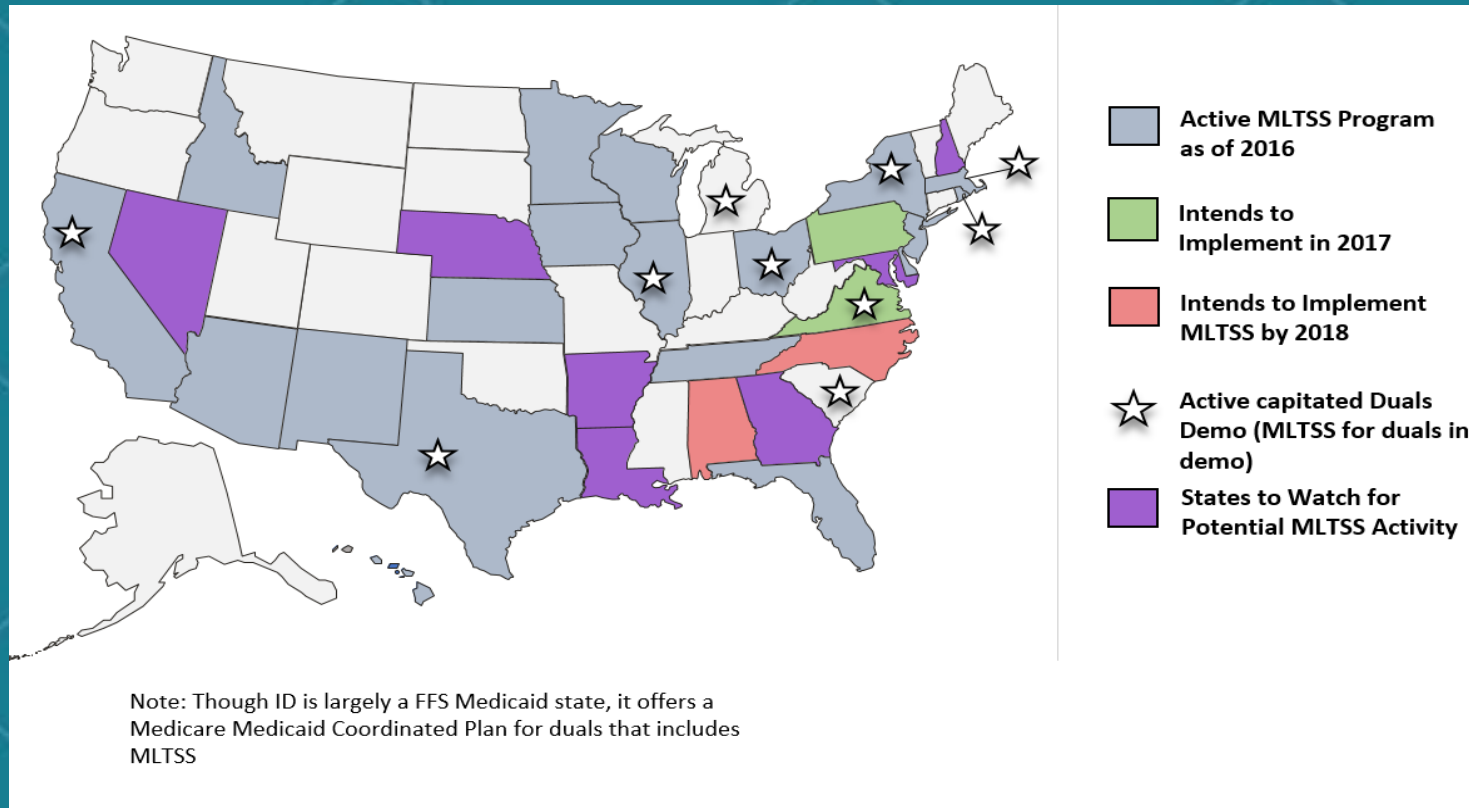 Active MLTSS Program
as of 2016
Intends to
Implement in 2017
Intends to Implement
MLTSS by 2018
Active capitated Duals
Demo (MLTSS for duals in
demo)
States to Watch for
Potential MLTSS Activity
Note: Though ID is largely a FFS Medicaid state, it offers a
Medicare Medicaid Coordinated Plan for duals that includes
MLTSS